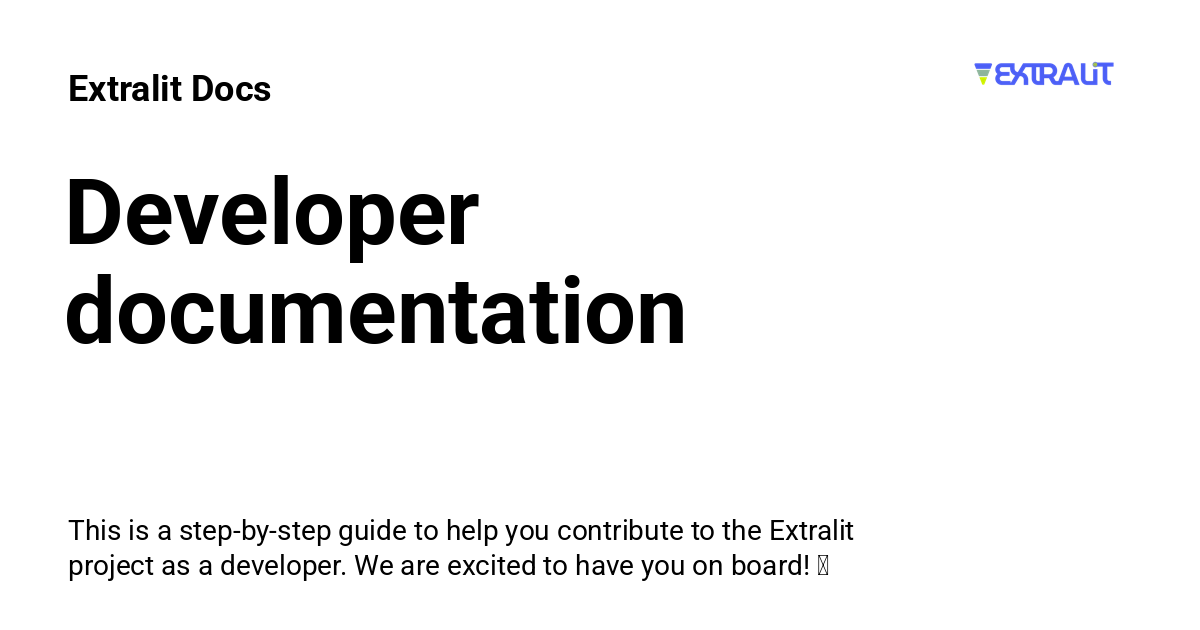 Extralit Docs
EXTRALIT
Developer
documentation
This is a step-by-step guide to help you contribute to the Extralit
project as a developer. We are excited to have you on board!